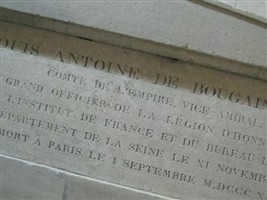 OUIS ANTOINE DE BOUGAIN
COMTE DE L'EMPIRE, VICE-AMIRAL
GRAND OFFICIER DE LA LÉGION D'HONN
L'INSTITUT DE FRANCE ET DU BUREAU D
EPARTEMENT DE LA SEINE LE XI NOVEMB
MORT A PARIS LE 1 SEPTEMBRE M.DCCC X